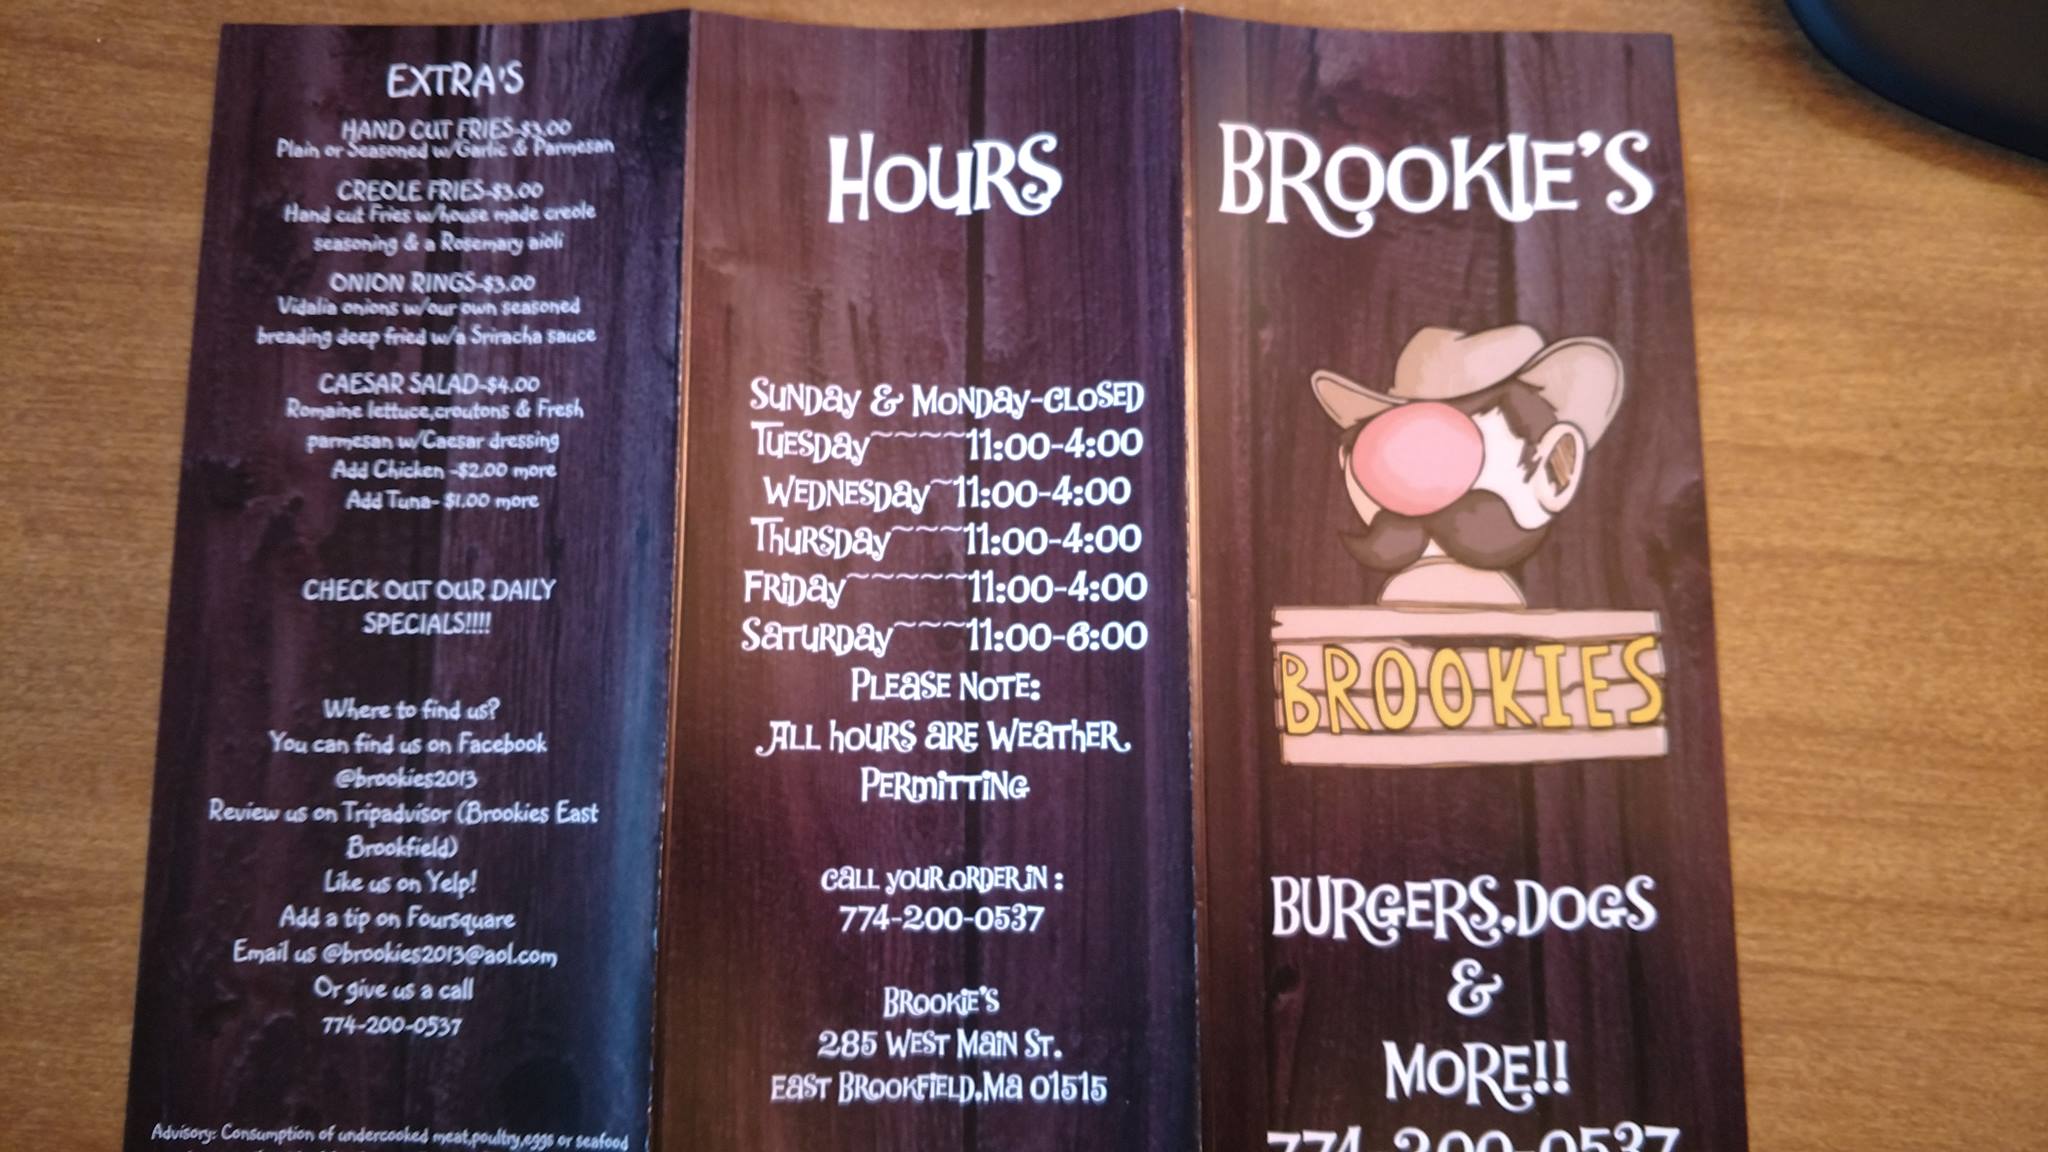 EXTRA'S
HAND CUT FRIES-$3.00
Plain or Seasoned w/Garlic & Parmesan
CREOLE FRIES-$3.00
Hand cut Fries w/house made creole
seasoning & a Rosemary aioli
ONION RINGS-$3.00
Vidalia onions w/our own seasoned
breading deep fried w/a Sriracha sauce
CAESAR SALAD-$4.00
Romaine lettuce,croutons & Fresh
parmesan w/Caesar dressing
Add Chicken -$2.00 more
Add Tuna- $1.00 more
CHECK OUT OUR DAILY
SPECIALS!!!!
Where to find us?
You can find us on Facebook
@brookies2013
Review us on Tripadvisor (Brookies East
Brookfield)
Like us on Yelp!
Add a tip on Foursquare
Email us @brookies2013@aol.com
Or give us a call
774-200-0537
Advisory: Consumption of undercooked meat,poultry,eggs or seafood
HOURS
SUNDAY & MONDAY-CLOSED
TUESDAY~~~~~11:00-4:00
WEDNESDAY~11:00-4:00
THURSDAY~~~~11:00-4:00
FRIDAY~~~~~~11:00-4:00
SATURDAY~~~~11:00-6:00
PLEASE NOTE:
ALL HOURS ARE WEATHER
PERMITTING
CALL YOUR ORDER IN :
774-200-0537
BROOKIE'S
285 WEST MAIN ST.
EAST BROOKFIELD,MA 01515
BROOKIE'S
BROOKIES
BURGERS,DOGS
&
MORE!!
774-200-0537